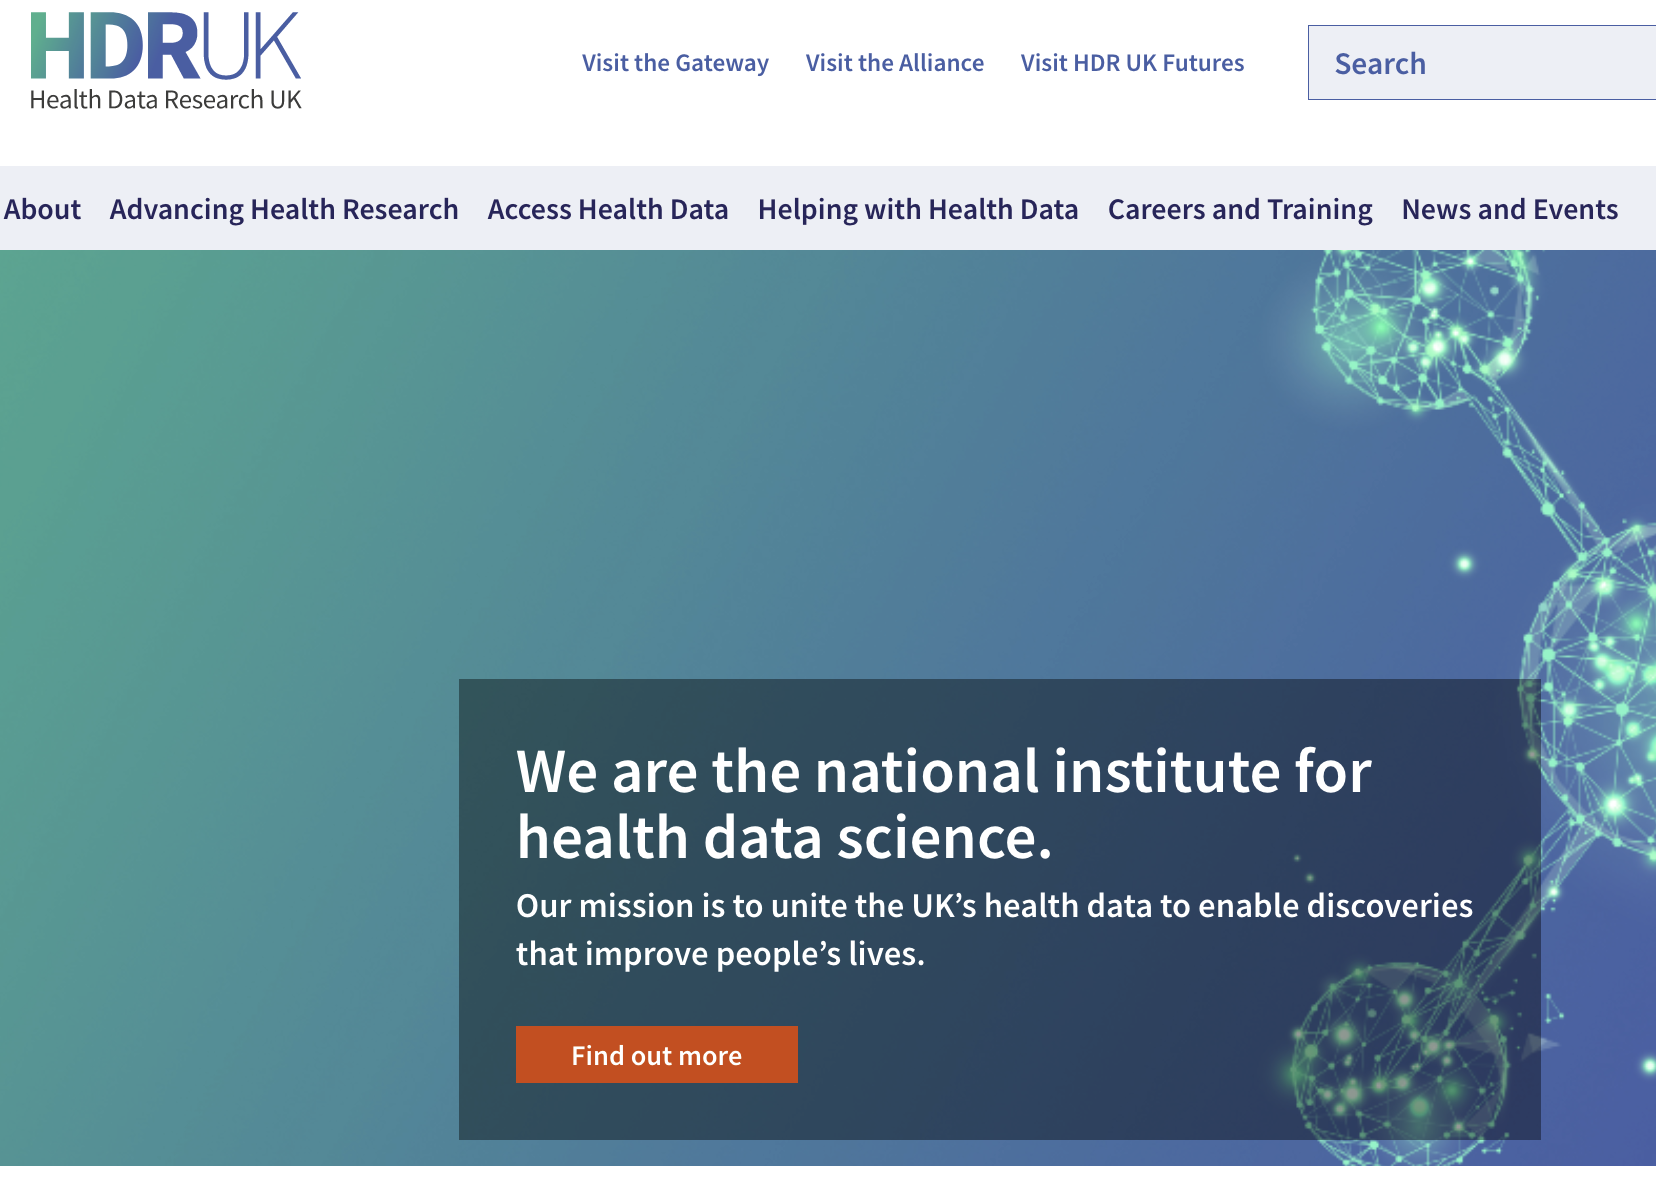 HDRUK
Health Data Research UK
Visit the Gateway
Visit the Alliance
Visit HDR UK Futures
Search
About
Advancing Health Research
Access Health Data
Helping with Health Data
Careers and Training
News and Events
We are the national institute for
health data science.
Our mission is to unite the UK’s health data to enable discoveries
that improve people’s lives.
Find out more